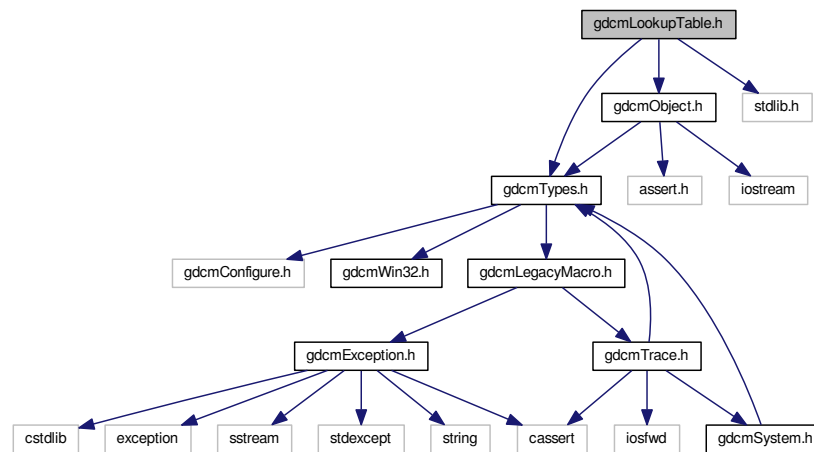 gdcmLookupTable.h
gdcmObject.h
stdlib.h
gdcmTypes.h
assert.h
iostream
gdcmConfigure.h
gdcmWin32.h
gdcmLegacyMacro.h
gdcmException.h
gdcmTrace.h
cstdlib
exception
sstream
stdexcept
string
cassert
iosfwd
gdcmSystem.h